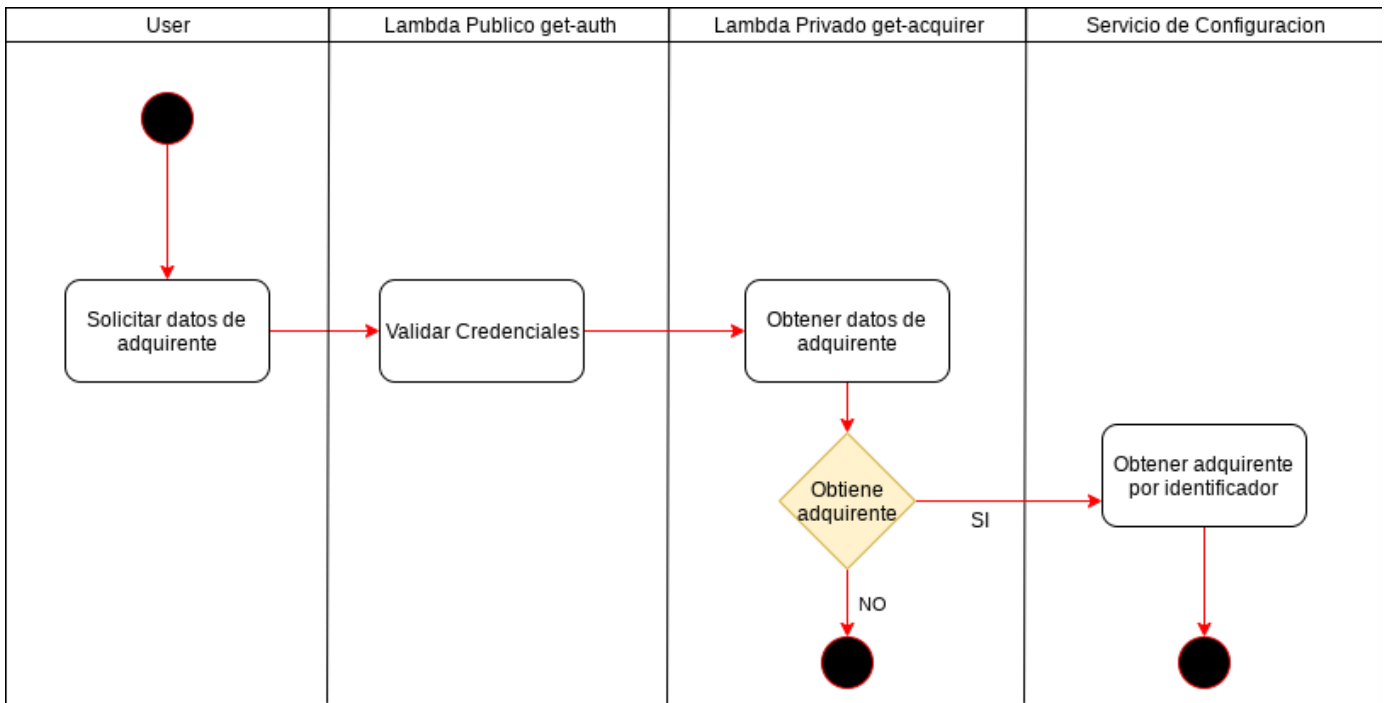 User
Lambda Publico get-auth
Lambda Privado get-acquirer
Servicio de Configuracion
Solicitar datos de
adquirente
Validar Credenciales
Obtener datos de
adquirente
Obtiene
adquirente
SI
NO
Obtener adquirente
por identificador